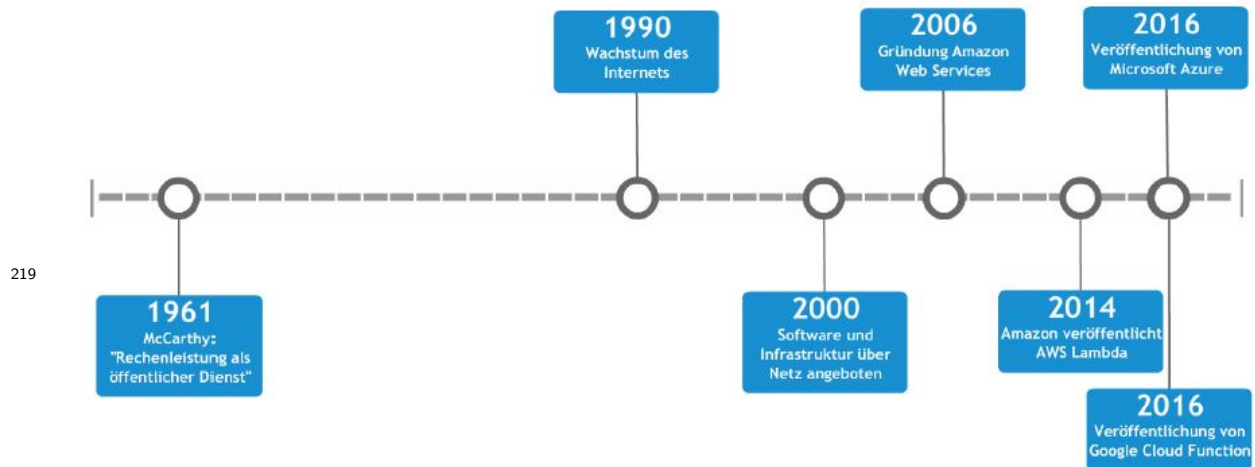 1990
Wachstum des
Internets
2006
Gründung Amazon
Web Services
2016
Veröffentlichung von
Microsoft Azure
219
1961
McCarthy:
"Rechenleistung als
öffentlicher Dienst"
2000
Software und
Infrastruktur über
Netz angeboten
2014
Amazon veröffentlicht
AWS Lambda
2016
Veröffentlichung von
Google Cloud Function